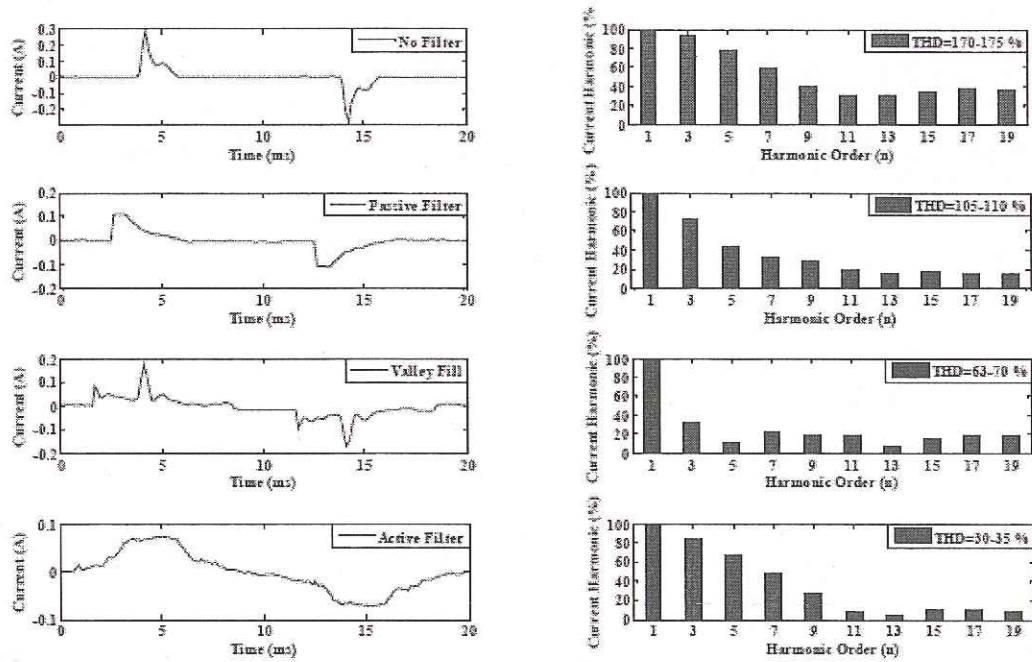 0.3
0.2
0.1
0
-0.1
-0.2
Current (A)
No Filter
0 5 10 15 20
Time (ms)
100
80
60
40
20
0
Current Harmonic (%)
THD=170-175 %
1 3 5 7 9 11 13 15 17 19
Harmonic Order (n)
0.2
0.1
0
-0.1
-0.2
Current (A)
Passive Filter
0 5 10 15 20
Time (ms)
100
80
60
40
20
0
Current Harmonic (%)
THD=105-110 %
1 3 5 7 9 11 13 15 17 19
Harmonic Order (n)
0.2
0.1
0
-0.1
-0.2
Current (A)
Valley Fill
0 5 10 15 20
Time (ms)
100
80
60
40
20
0
Current Harmonic (%)
THD=63-70 %
1 3 5 7 9 11 13 15 17 19
Harmonic Order (n)
0.1
0
-0.1
Current (A)
Active Filter
0 5 10 15 20
Time (ms)
100
80
60
40
20
0
Current Harmonic (%)
THD=30-35 %
1 3 5 7 9 11 13 15 17 19
Harmonic Order (n)